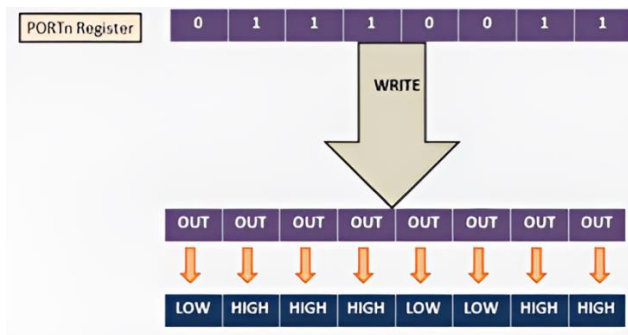 PORTn Register 0 1 1 1 0 0 1 1
WRITE
OUT OUT OUT OUT OUT OUT OUT OUT
LOW HIGH HIGH HIGH LOW LOW HIGH HIGH